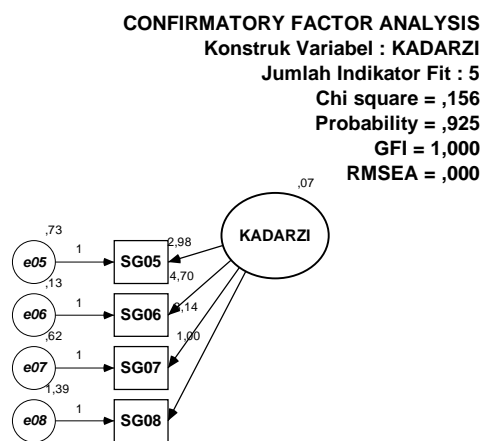 CONFIRMATORY FACTOR ANALYSIS
Konstruk Variabel : KADARZI
Jumlah Indikator Fit : 5
Chi square = ,156
Probability = ,925
GFI = 1,000
RMSEA = ,000
,07
KADARZI
,73
e05
1
SG05
2,98
,13
e06
1
SG06
4,70
,62
e07
1
SG07
1,39
e08
1
SG08
1,00